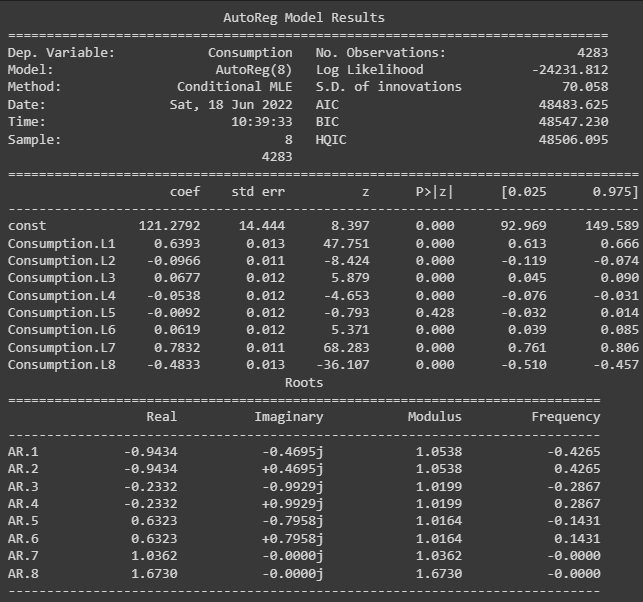 AutoReg Model Results
==============================================================================
Dep. Variable: Consumption No. Observations: 4283
Model: AutoReg(8) Log Likelihood -24231.812
Method: Conditional MLE S.D. of innovations 70.058
Date: Sat, 18 Jun 2022 AIC 48483.625
Time: 10:39:33 BIC 48547.230
Sample: 8 HQIC 48506.095
4283
==================================================================================
coef std err z P>|z| [0.025 0.975]
----------------------------------------------------------------------------------
const 121.2792 14.444 8.397 0.000 92.969 149.589
Consumption.L1 0.6393 0.013 47.751 0.000 0.613 0.666
Consumption.L2 -0.0966 0.011 -8.424 0.000 -0.119 -0.074
Consumption.L3 0.0677 0.012 5.879 0.000 0.045 0.090
Consumption.L4 -0.0538 0.012 -4.653 0.000 -0.076 -0.031
Consumption.L5 -0.0092 0.012 -0.793 0.428 -0.032 0.014
Consumption.L6 0.0619 0.012 5.371 0.000 0.039 0.085
Consumption.L7 0.7832 0.011 68.283 0.000 0.761 0.806
Consumption.L8 -0.4833 0.013 -36.107 0.000 -0.510 -0.457
Roots
=============================================================================
Real Imaginary Modulus Frequency
-----------------------------------------------------------------------------
AR.1 -0.9434 -0.4695j 1.0538 -0.4265
AR.2 -0.9434 +0.4695j 1.0538 0.4265
AR.3 -0.2332 -0.9929j 1.0199 -0.2867
AR.4 -0.2332 +0.9929j 1.0199 0.2867
AR.5 0.6323 -0.7958j 1.0164 -0.1431
AR.6 0.6323 +0.7958j 1.0164 0.1431
AR.7 1.0362 -0.0000j 1.0362 -0.0000
AR.8 1.6730 -0.0000j 1.6730 -0.0000
-----------------------------------------------------------------------------